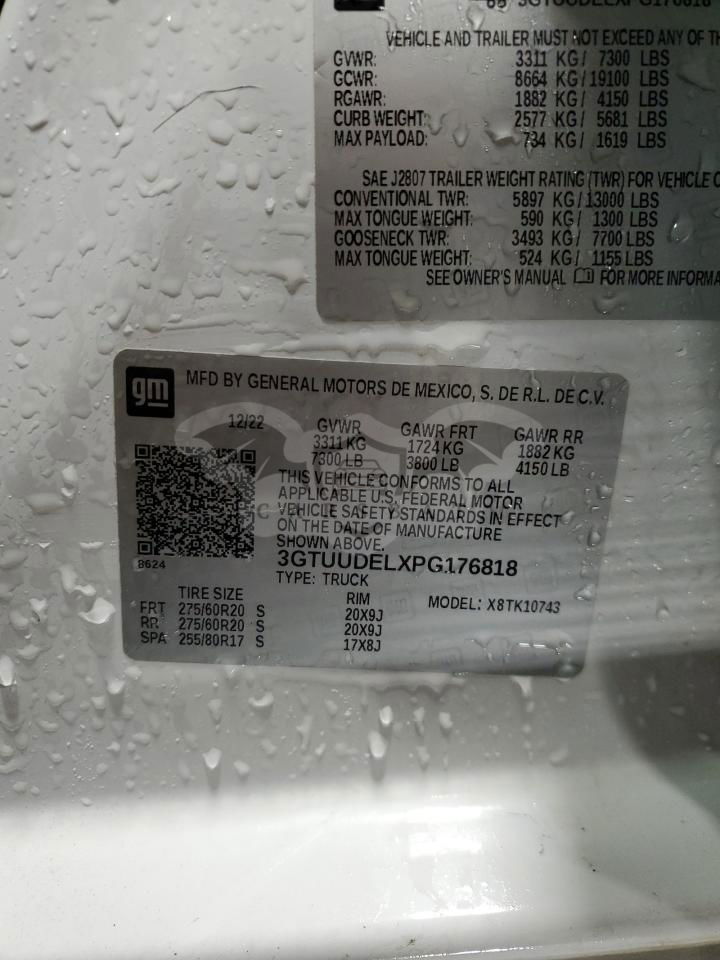 3GTUUDELXPG176818
VEHICLE AND TRAILER MUST NOT EXCEED ANY OF
GVWR: 3311 KG / 7300 LBS
GCWR: 8664 KG / 19100 LBS
RGAWR: 1882 KG / 4150 LBS
CURB WEIGHT: 2577 KG / 5681 LBS
MAX PAYLOAD: 734 KG / 1619 LBS
SAE J2807 TRAILER WEIGHT RATING (TWR) FOR VEHICLE
CONVENTIONAL TWR: 5897 KG / 13000 LBS
MAX TONGUE WEIGHT: 590 KG / 1300 LBS
GOOSENECK TWR: 3493 KG / 7700 LBS
MAX TONGUE WEIGHT: 524 KG / 1155 LBS
SEE OWNER'S MANUAL FOR MORE
gm MFD BY GENERAL MOTORS DE MEXICO, S. DE R.L. DE C.V.
12/22 GVWR GAWR FRT GAWR RR
3311 KG 1724 KG 1882 KG
7300 LB 3800 LB 4150 LB
THIS VEHICLE CONFORMS TO ALL
APPLICABLE U.S. FEDERAL MOTOR
VEHICLE SAFETY STANDARDS IN EFFECT
ON THE DATE OF MANUFACTURE
SHOWN ABOVE.
8624 3GTUUDELXPG176818
TYPE: TRUCK
TIRE SIZE RIM MODEL: X8TK10743
FRT 275/60R20 S 20X9J
RR 275/60R20 S 20X9J
SPA 255/80R17 S 17X8J